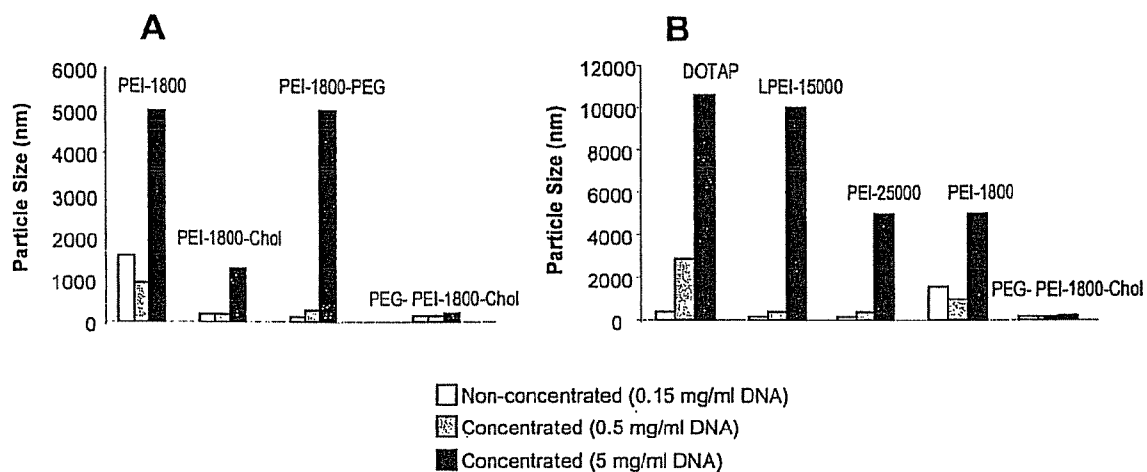 A
Particle Size (nm)
6000
5000
4000
3000
2000
1000
0
PEI-1800
PEI-1800-Chol
PEI-1800-PEG
PEG- PEI-1800-Chol
B
Particle Size (nm)
12000
10000
8000
6000
4000
2000
0
DOTAP
LPEI-15000
PEI-25000
PEI-1800
PEG- PEI-1800-Chol
Non-concentrated (0.15 mg/ml DNA)
Concentrated (0.5 mg/ml DNA)
Concentrated (5 mg/ml DNA)